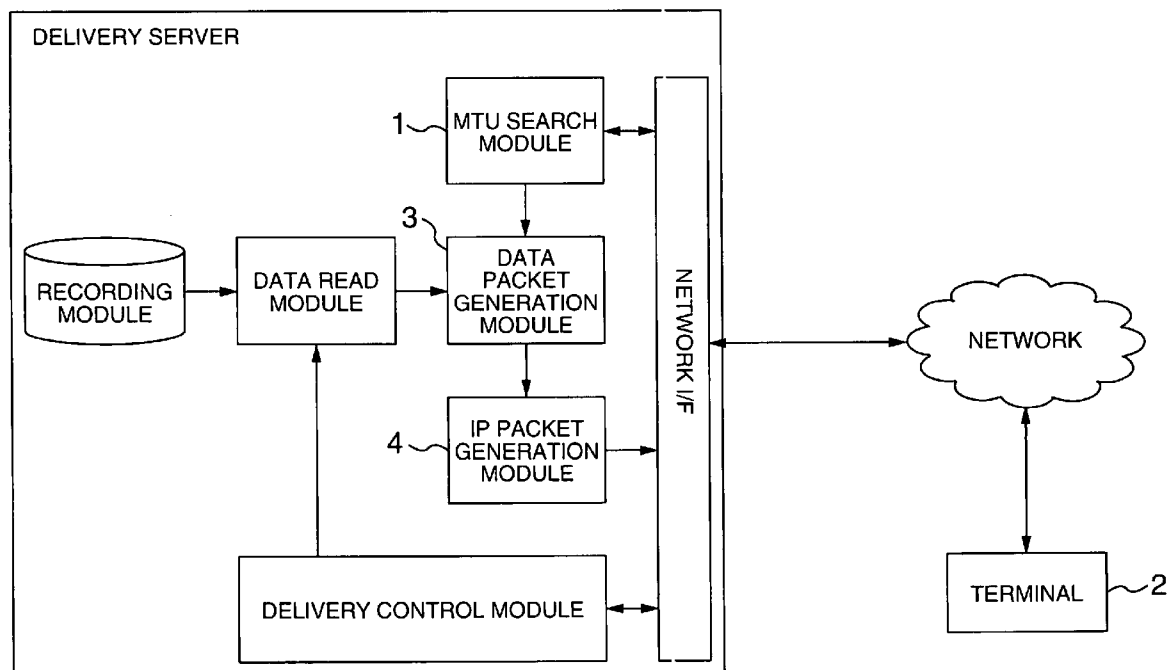 DELIVERY SERVER
1
MTU SEARCH
MODULE
3
DATA
PACKET
GENERATION
MODULE
RECORDING
MODULE
DATA READ
MODULE
NETWORK I/F
NETWORK
4
IP PACKET
GENERATION
MODULE
DELIVERY CONTROL MODULE
TERMINAL
2